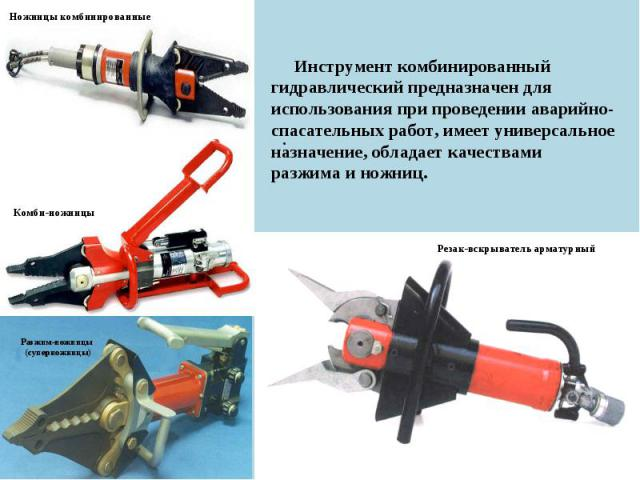 Ножницы комбинированные
Инструмент комбинированный
гидравлический предназначен для
использования при проведении аварийно-
спасательных работ, имеет универсальное
назначение, обладает качествами
разжима и ножниц.
Комби-ножницы
Резак-вскрыватель арматурный
Разжим-ножницы
(суперножницы)